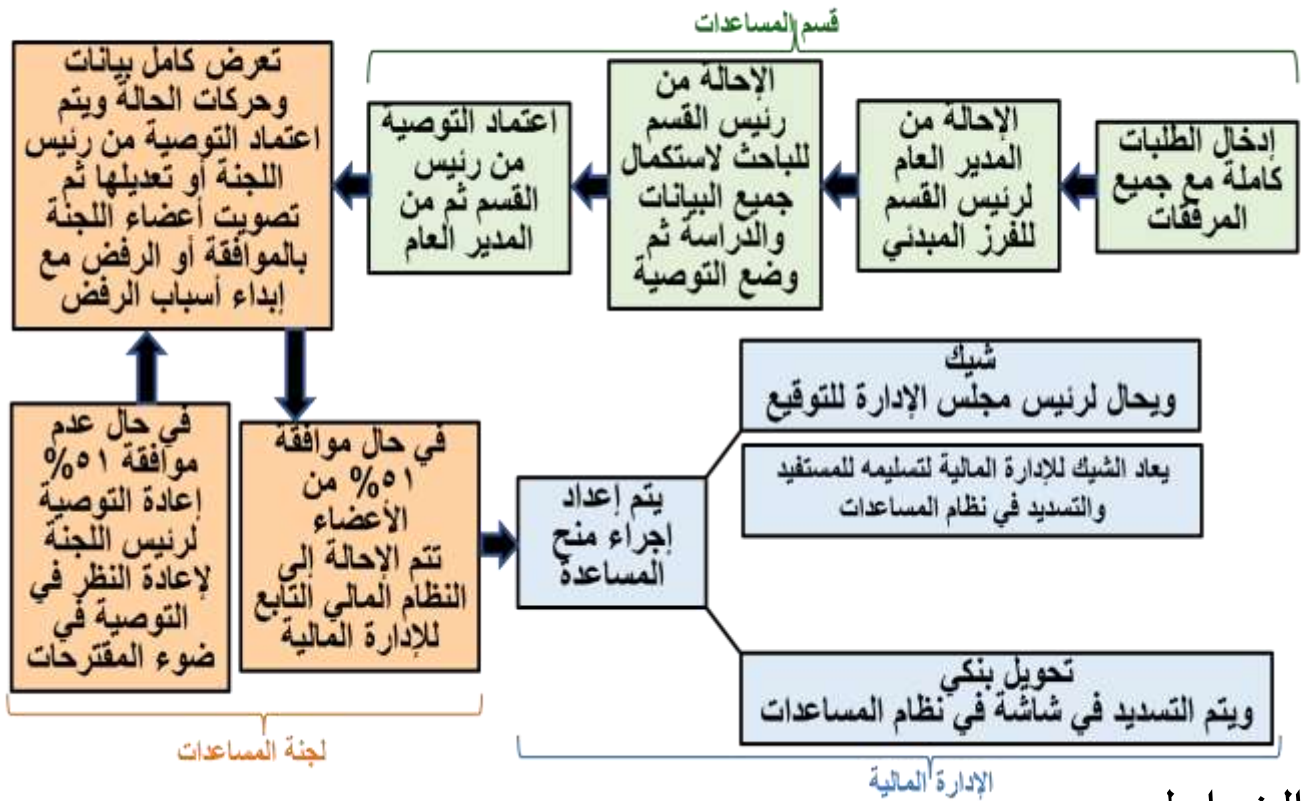 قسم المساعدات
إدخال الطلبات
كاملة مع جميع
المرفقات
الإحالة من
المدير العام
لرئيس القسم
للفرز المبدئي
الإحالة من
رئيس القسم
للباحث لاستكمال
جميع البيانات
والدراسة ثم
وضع التوصية
اعتماد التوصية
من رئيس
القسم ثم من
المدير العام
تعرض كامل بيانات
وحركات الحالة ويتم
اعتماد التوصية من رئيس
اللجنة أو تعديلها ثم
تصويت أعضاء اللجنة
بالموافقة أو الرفض مع
إبداء أسباب الرفض
في حال موافقة
٥١% من
الأعضاء
تتم الإحالة إلى
النظام المالي التابع
للإدارة المالية
في حال عدم
موافقة ٥١%
إعادة التوصية
لرئيس اللجنة
لإعادة النظر في
التوصية في
ضوء المقترحات
لجنة المساعدات
يتم إعداد
إجراء منح
المساعدة
شيك
ويحال لرئيس مجلس الإدارة للتوقيع
يعاد الشيك للإدارة المالية لتسليمه للمستفيد
والتسديد في نظام المساعدات
تحويل بنكي
ويتم التسديد في شاشة في نظام المساعدات
الإدارة المالية